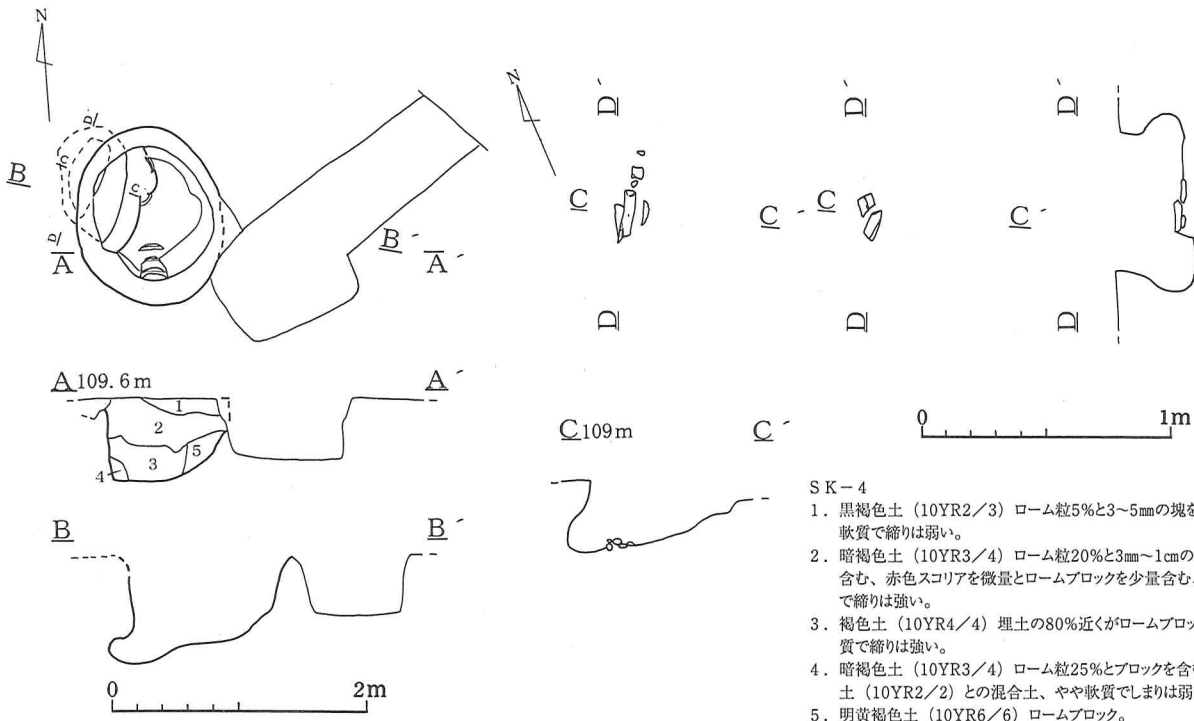 N
B
B´
A
A´
D
D´
C
C´
A 109.6m A´
1
2
3
4
5
B B´
0 2m
N
D´ D´ D´
C C´ C C´
D D D
0 1m
C 109m C´
SK-4
1. 黒褐色土(10YR2/3)ローム粒5%と3~5㎜の塊を
軟質で締りは弱い。
2. 暗褐色土(10YR3/4)ローム粒20%と3㎜~1㎝の
含む、赤色スコリアを微量とロームブロックを少量含む
で締りは強い。
3. 褐色土(10YR4/4)埋土の80%近くがロームブロッ
質で締りは強い。
4. 暗褐色土(10YR3/4)ローム粒25%とブロックを含
土(10YR2/2)との混合土、やや軟質でしまりは弱
5. 明黄褐色土(10YR6/6)ロームブロック。